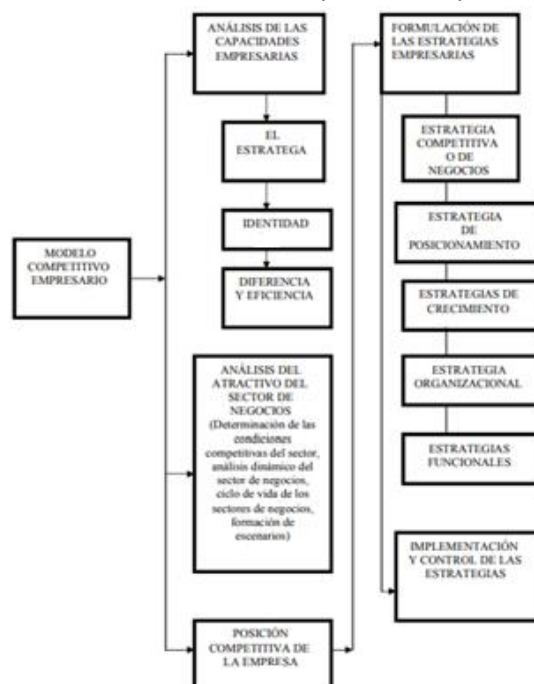 MODELO
COMPETITIVO
EMPRESARIO
ANÁLISIS DE LAS
CAPACIDADES
EMPRESARIAS
EL
ESTRATEGA
IDENTIDAD
DIFERENCIA
Y EFICIENCIA
ANÁLISIS DEL
ATRACTIVO DEL
SECTOR DE
NEGOCIOS
(Determinación de las
condiciones
competitivas del sector,
análisis dinámico del
sector de negocios,
ciclo de vida de los
sectores de negocios,
formación de
escenarios)
POSICIÓN
COMPETITIVA DE
LA EMPRESA
FORMULACIÓN DE
LAS ESTRATEGIAS
EMPRESARIAS
ESTRATEGIA
COMPETITIVA
O DE
NEGOCIOS
ESTRATEGIA
DE
POSICIONAMIENTO
ESTRATEGIAS DE
CRECIMIENTO
ESTRATEGIA
ORGANIZACIONAL
ESTRATEGIAS
FUNCIONALES
IMPLEMENTACIÓN
Y CONTROL DE LAS
ESTRATEGIAS